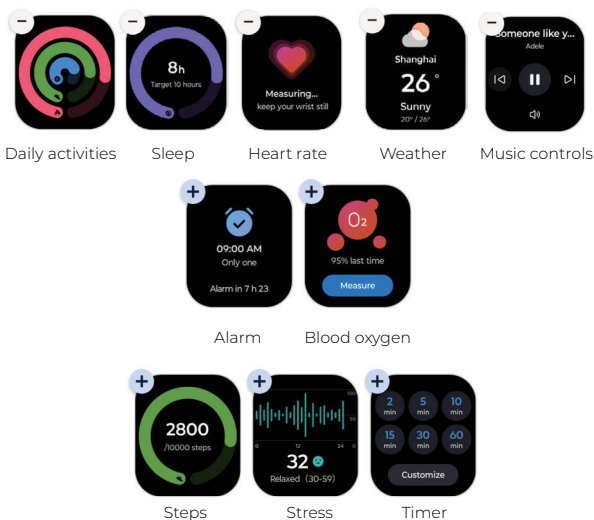 8h
Target 10 hours
Measuring...
keep your wrist still
Shanghai
26°
Sunny
20° / 26°
Someone like y...
Adele
Daily activities
Sleep
Heart rate
Weather
Music controls
09:00 AM
Only one
Alarm in 7 h 23
O2
95% last time
Measure
Alarm
Blood oxygen
2800
/10000 steps
100
50
0
0 12 24
32
Relaxed (30-59)
2 min
5 min
10 min
15 min
30 min
60 min
Customize
Steps
Stress
Timer